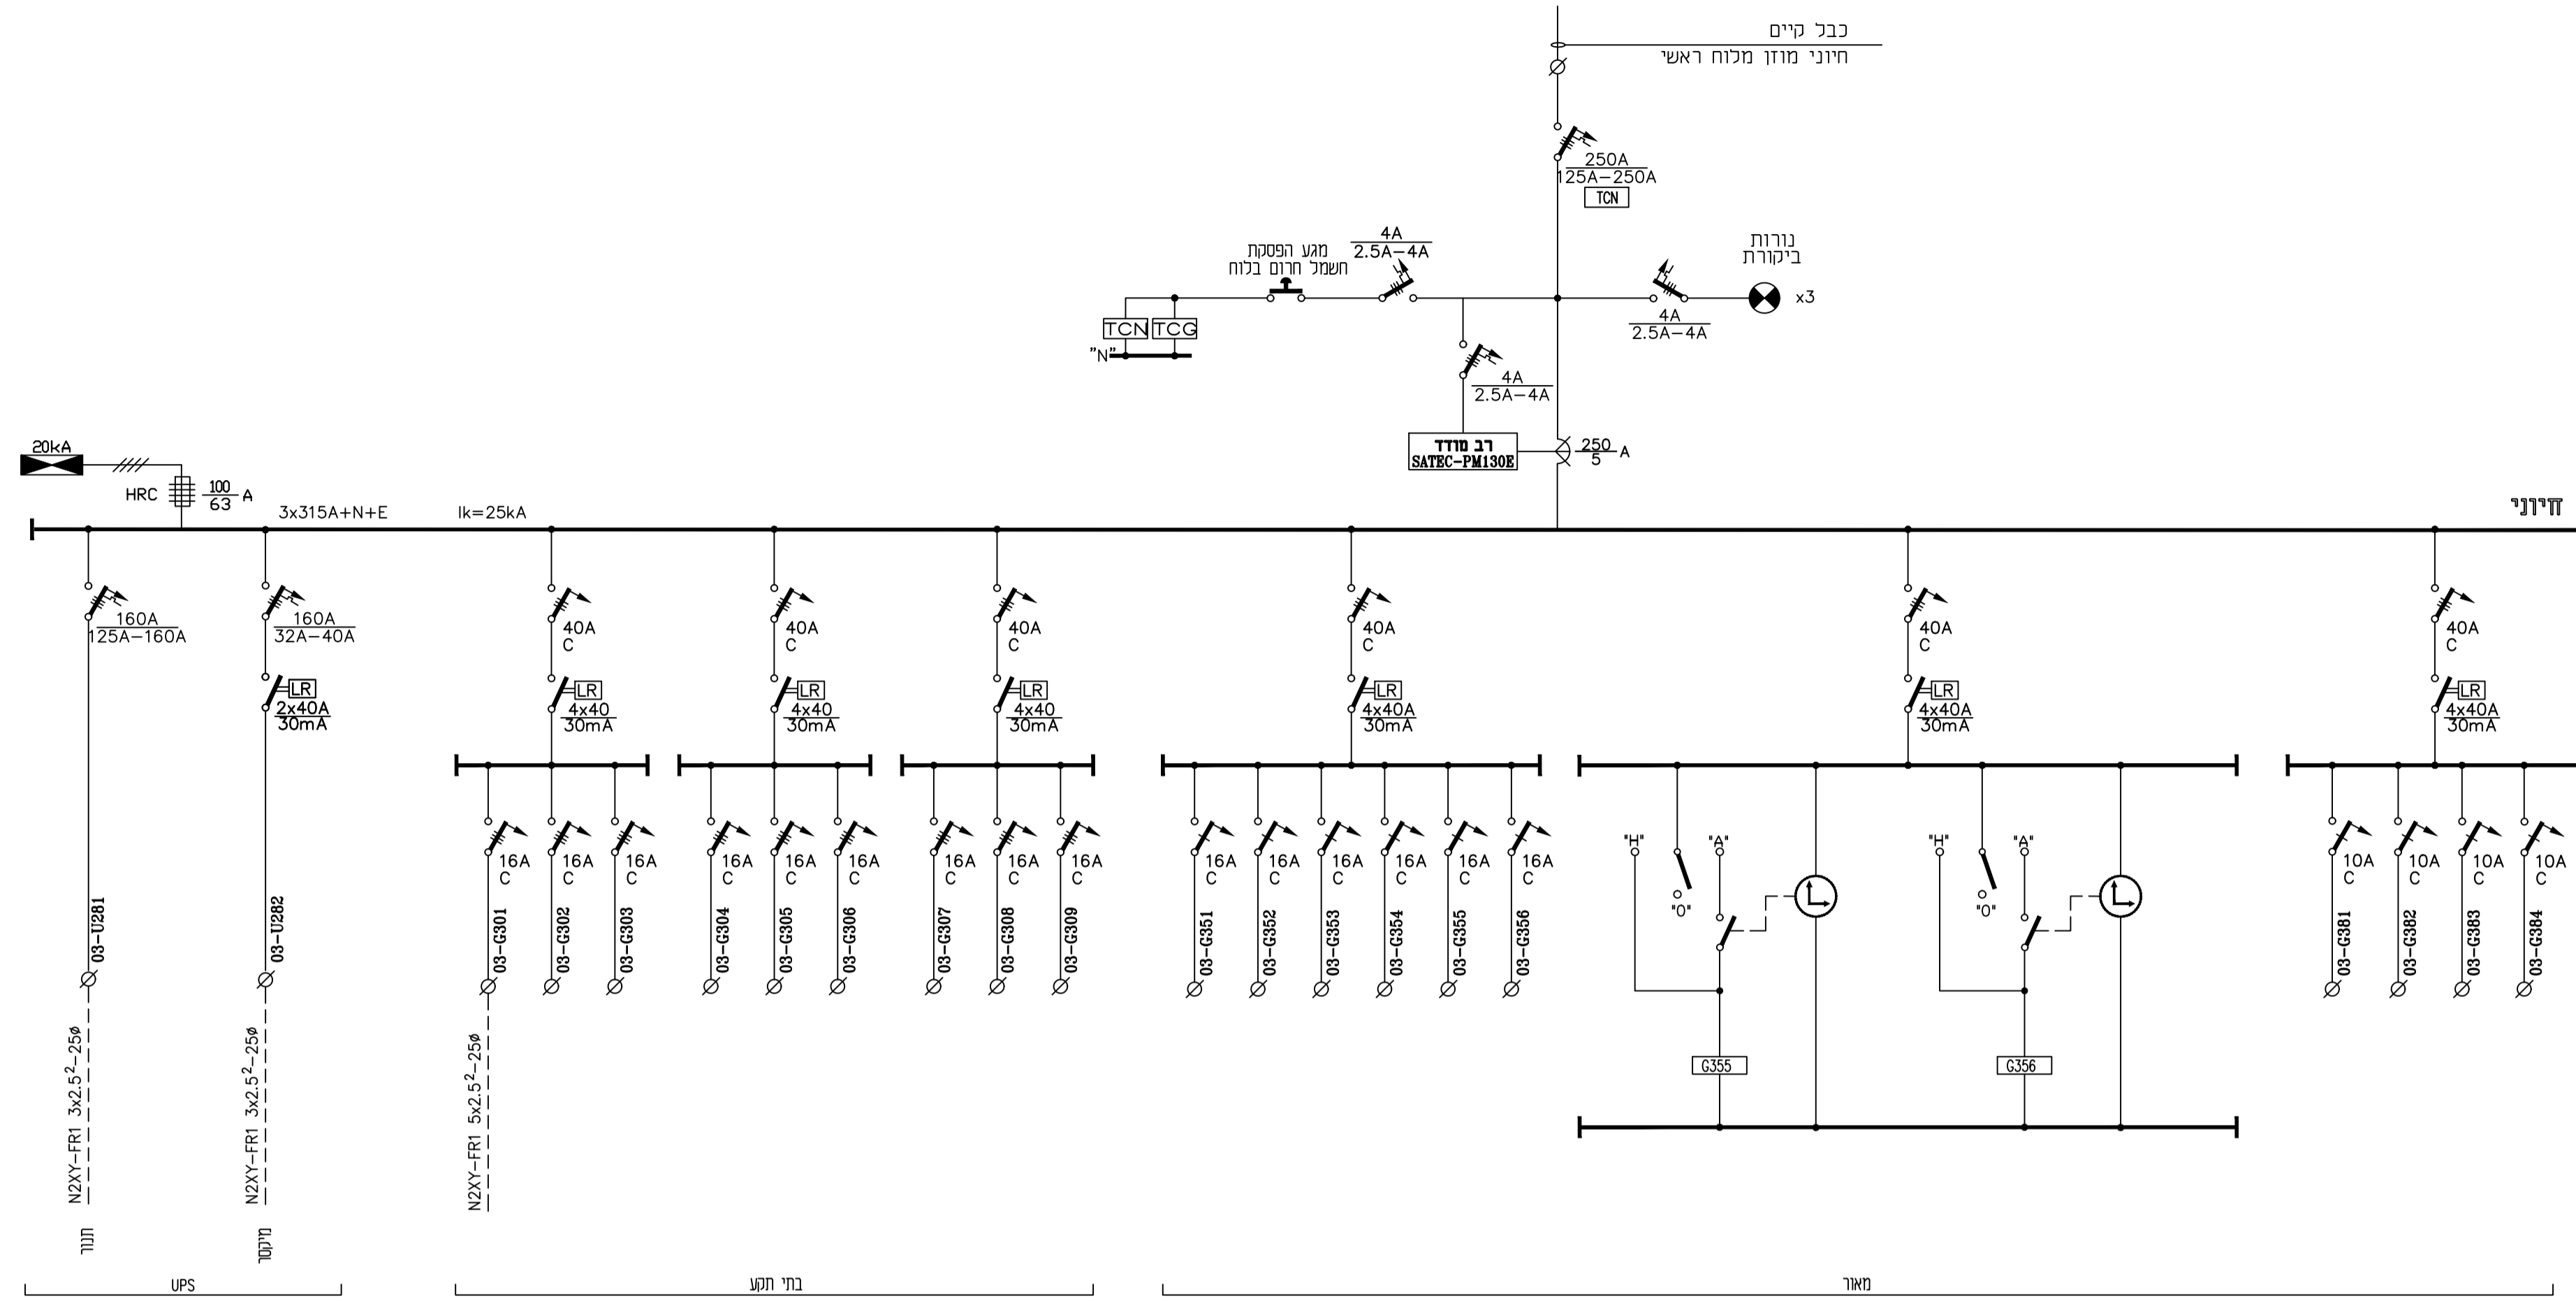 כבל קיים
חיוני מוזן מלוח ראשי
250A
125A-250A
TCN
מגע הפסקת
חשמל חרום בלוח
4A
2.5A-4A
נורות
ביקורת
x3
4A
2.5A-4A
TCN
TCG
"N"
4A
2.5A-4A
רב מודד
SATEC-PM130E
250
5
A
20kA
HRC
100
63
A
3x315A+N+E
Ik=25kA
חיוני
160A
125A-160A
160A
32A-40A
LR
2x40A
30mA
40A
C
LR
4x40
30mA
40A
C
LR
4x40
30mA
40A
C
LR
4x40
30mA
40A
C
LR
4x40A
30mA
40A
C
LR
4x40A
30mA
40A
C
LR
4x40A
30mA
16A
C
16A
C
16A
C
16A
C
16A
C
16A
C
16A
C
16A
C
16A
C
16A
C
16A
C
16A
C
16A
C
16A
C
16A
C
"H"
"A"
"O"
"H"
"A"
"O"
10A
C
10A
C
10A
C
10A
C
03-U281
03-U282
03-G301
03-G302
03-G303
03-G304
03-G305
03-G306
03-G307
03-G308
03-G309
03-G351
03-G352
03-G353
03-G354
03-G355
03-G356
03-G381
03-G382
03-G383
03-G384
G355
G356
N2XY-FR1 3x2.5²-25ø
N2XY-FR1 3x2.5²-25ø
N2XY-FR1 5x2.5²-25ø
תנור
מיקסר
UPS
בתי תקע
מאור